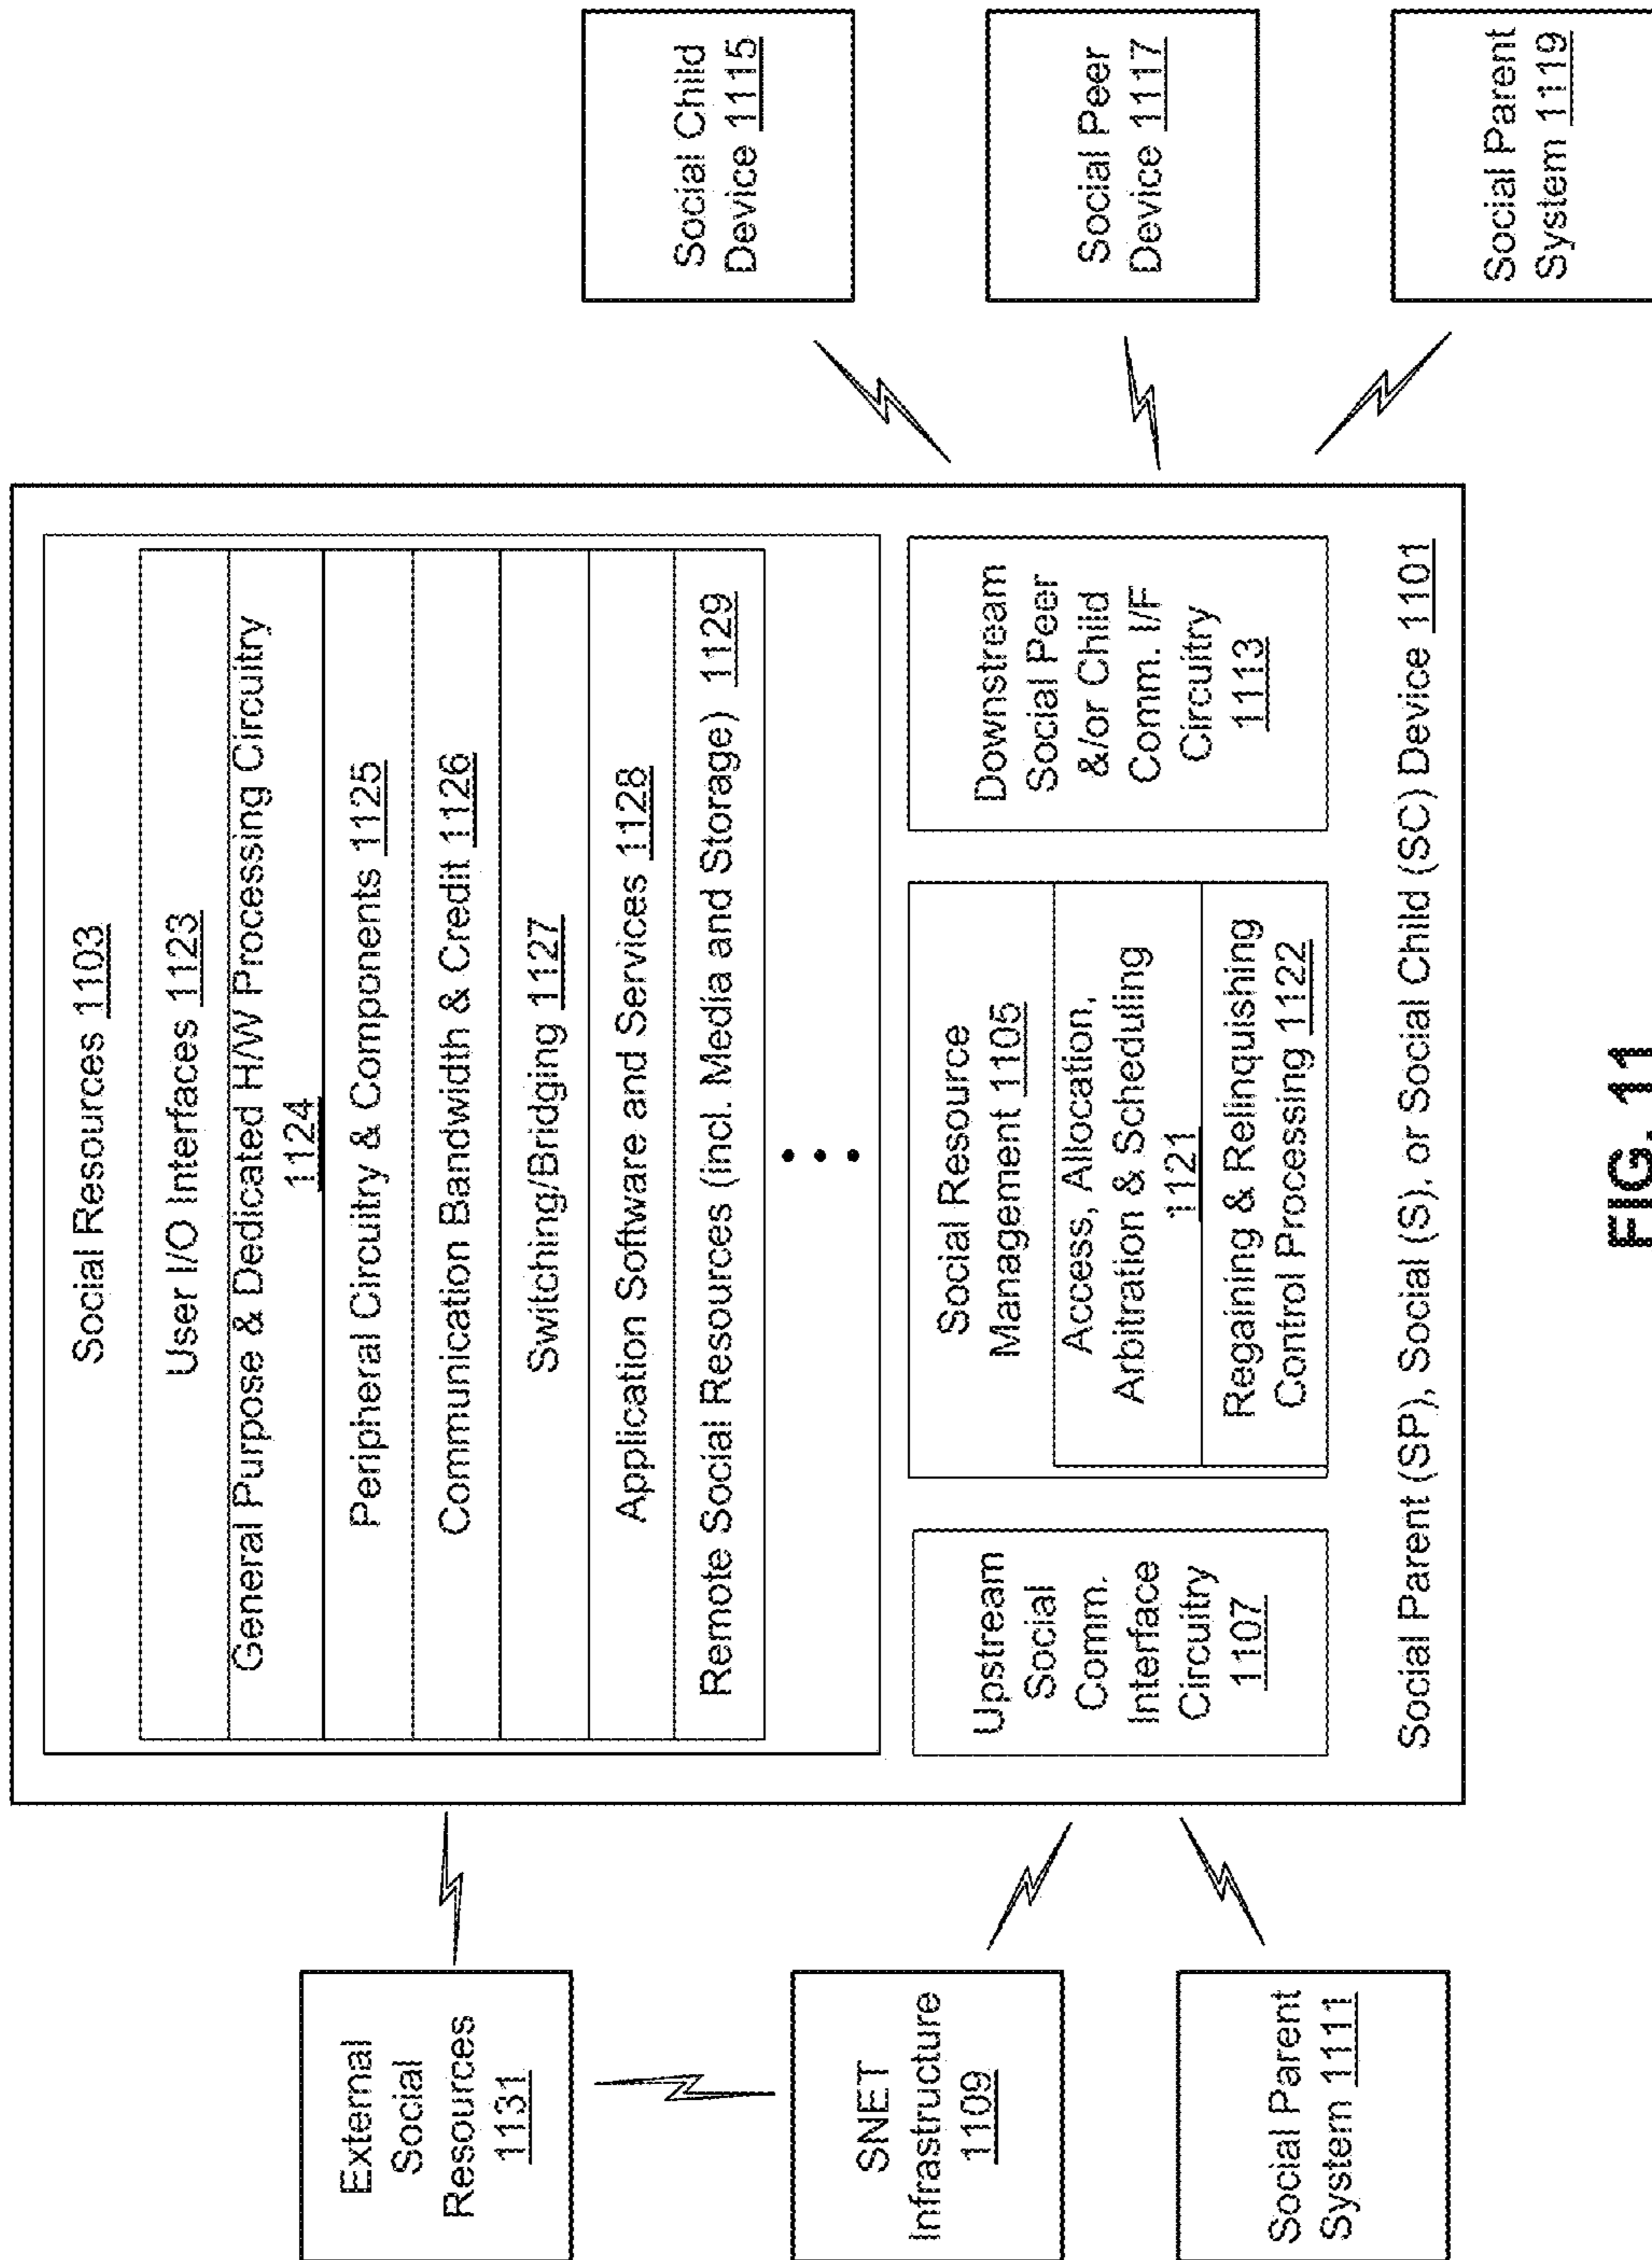 External
Social
Resources
1131
SNET
Infrastructure
1109
Social Parent
System 1111
Social Resources 1103
User I/O Interfaces 1123
General Purpose & Dedicated H/W Processing Circuitry
1124
Peripheral Circuitry & Components 1125
Communication Bandwidth & Credit 1126
Switching/Bridging 1127
Application Software and Services 1128
Remote Social Resources (incl. Media and Storage) 1129
Upstream
Social
Comm.
Interface
Circuitry
1107
Social Resource
Management 1105
Access, Allocation,
Arbitration & Scheduling
1121
Regaining & Relinquishing
Control Processing 1122
Downstream
Social Peer
&/or Child
Comm. I/F
Circuitry
1113
Social Parent (SP), Social (S), or Social Child (SC) Device 1101
Social Child
Device 1115
Social Peer
Device 1117
Social Parent
System 1119
FIG. 11